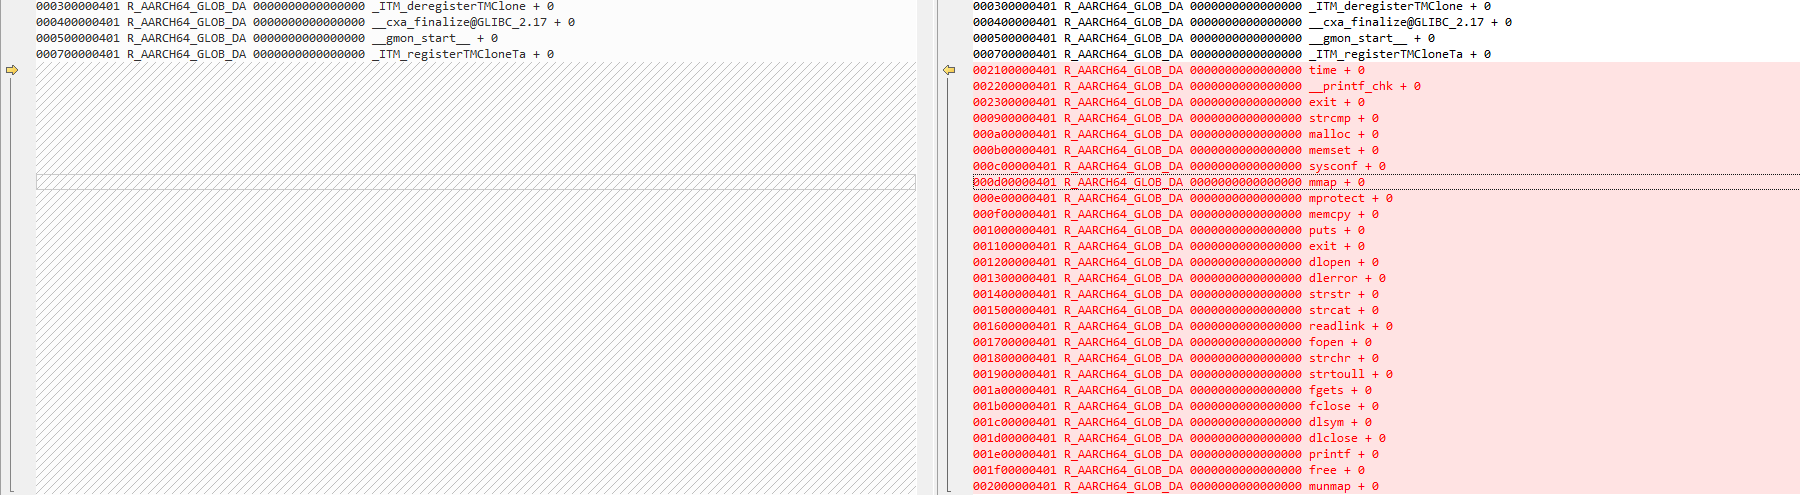 000300000401 R_AARCH64_GLOB_DA 0000000000000000 _ITM_deregisterTMClone + 0
000400000401 R_AARCH64_GLOB_DA 0000000000000000 __cxa_finalize@GLIBC_2.17 + 0
000500000401 R_AARCH64_GLOB_DA 0000000000000000 __gmon_start__ + 0
000700000401 R_AARCH64_GLOB_DA 0000000000000000 _ITM_registerTMCloneTa + 0
000300000401 R_AARCH64_GLOB_DA 0000000000000000 _ITM_deregisterTMClone + 0
000400000401 R_AARCH64_GLOB_DA 0000000000000000 __cxa_finalize@GLIBC_2.17 + 0
000500000401 R_AARCH64_GLOB_DA 0000000000000000 __gmon_start__ + 0
000700000401 R_AARCH64_GLOB_DA 0000000000000000 _ITM_registerTMCloneTa + 0
002100000401 R_AARCH64_GLOB_DA 0000000000000000 time + 0
002200000401 R_AARCH64_GLOB_DA 0000000000000000 __printf_chk + 0
002300000401 R_AARCH64_GLOB_DA 0000000000000000 exit + 0
000900000401 R_AARCH64_GLOB_DA 0000000000000000 strcmp + 0
000a00000401 R_AARCH64_GLOB_DA 0000000000000000 malloc + 0
000b00000401 R_AARCH64_GLOB_DA 0000000000000000 memset + 0
000c00000401 R_AARCH64_GLOB_DA 0000000000000000 sysconf + 0
000d00000401 R_AARCH64_GLOB_DA 0000000000000000 mmap + 0
000e00000401 R_AARCH64_GLOB_DA 0000000000000000 mprotect + 0
000f00000401 R_AARCH64_GLOB_DA 0000000000000000 memcpy + 0
001000000401 R_AARCH64_GLOB_DA 0000000000000000 puts + 0
001100000401 R_AARCH64_GLOB_DA 0000000000000000 exit + 0
001200000401 R_AARCH64_GLOB_DA 0000000000000000 dlopen + 0
001300000401 R_AARCH64_GLOB_DA 0000000000000000 dlerror + 0
001400000401 R_AARCH64_GLOB_DA 0000000000000000 strstr + 0
001500000401 R_AARCH64_GLOB_DA 0000000000000000 strcat + 0
001600000401 R_AARCH64_GLOB_DA 0000000000000000 readlink + 0
001700000401 R_AARCH64_GLOB_DA 0000000000000000 fopen + 0
001800000401 R_AARCH64_GLOB_DA 0000000000000000 strchr + 0
001900000401 R_AARCH64_GLOB_DA 0000000000000000 strtoull + 0
001a00000401 R_AARCH64_GLOB_DA 0000000000000000 fgets + 0
001b00000401 R_AARCH64_GLOB_DA 0000000000000000 fclose + 0
001c00000401 R_AARCH64_GLOB_DA 0000000000000000 dlsym + 0
001d00000401 R_AARCH64_GLOB_DA 0000000000000000 dlclose + 0
001e00000401 R_AARCH64_GLOB_DA 0000000000000000 printf + 0
001f00000401 R_AARCH64_GLOB_DA 0000000000000000 free + 0
002000000401 R_AARCH64_GLOB_DA 0000000000000000 munmap + 0